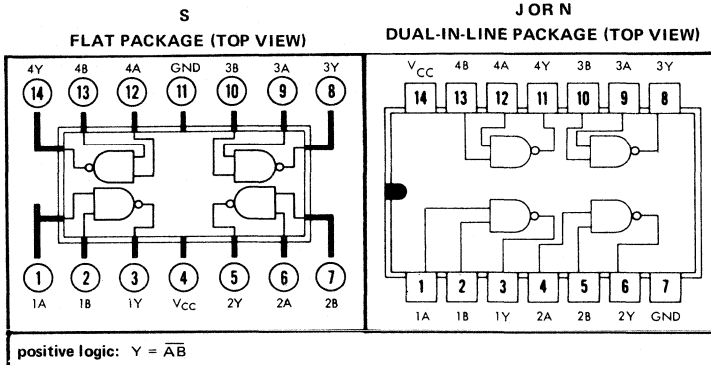 S
FLAT PACKAGE (TOP VIEW)
4Y 4B 4A GND 3B 3A 3Y
14 13 12 11 10 9 8
1 2 3 4 5 6 7
1A 1B 1Y VCC 2Y 2A 2B
J OR N
DUAL-IN-LINE PACKAGE (TOP VIEW)
VCC 4B 4A 4Y 3B 3A 3Y
14 13 12 11 10 9 8
1 2 3 4 5 6 7
1A 1B 1Y 2A 2B 2Y GND
positive logic: Y = A̅B̅